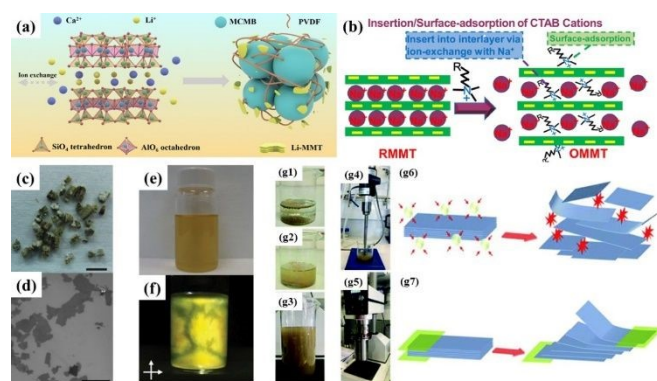 (a)
Ca²⁺
Li⁺
MCMB
PVDF
Ion exchange
SiO₄ tetrahedron
AlO₆ octahedron
Li-MMT
(b)
Insertion/Surface-adsorption of CTAB Cations
Insert into interlayer via
ion-exchange with Na⁺
Surface-adsorption
R
R
R
R
R
RMMT
OMMT
(c)
(d)
(e)
(f)
(g1)
(g2)
(g3)
(g4)
(g5)
(g6)
(g7)